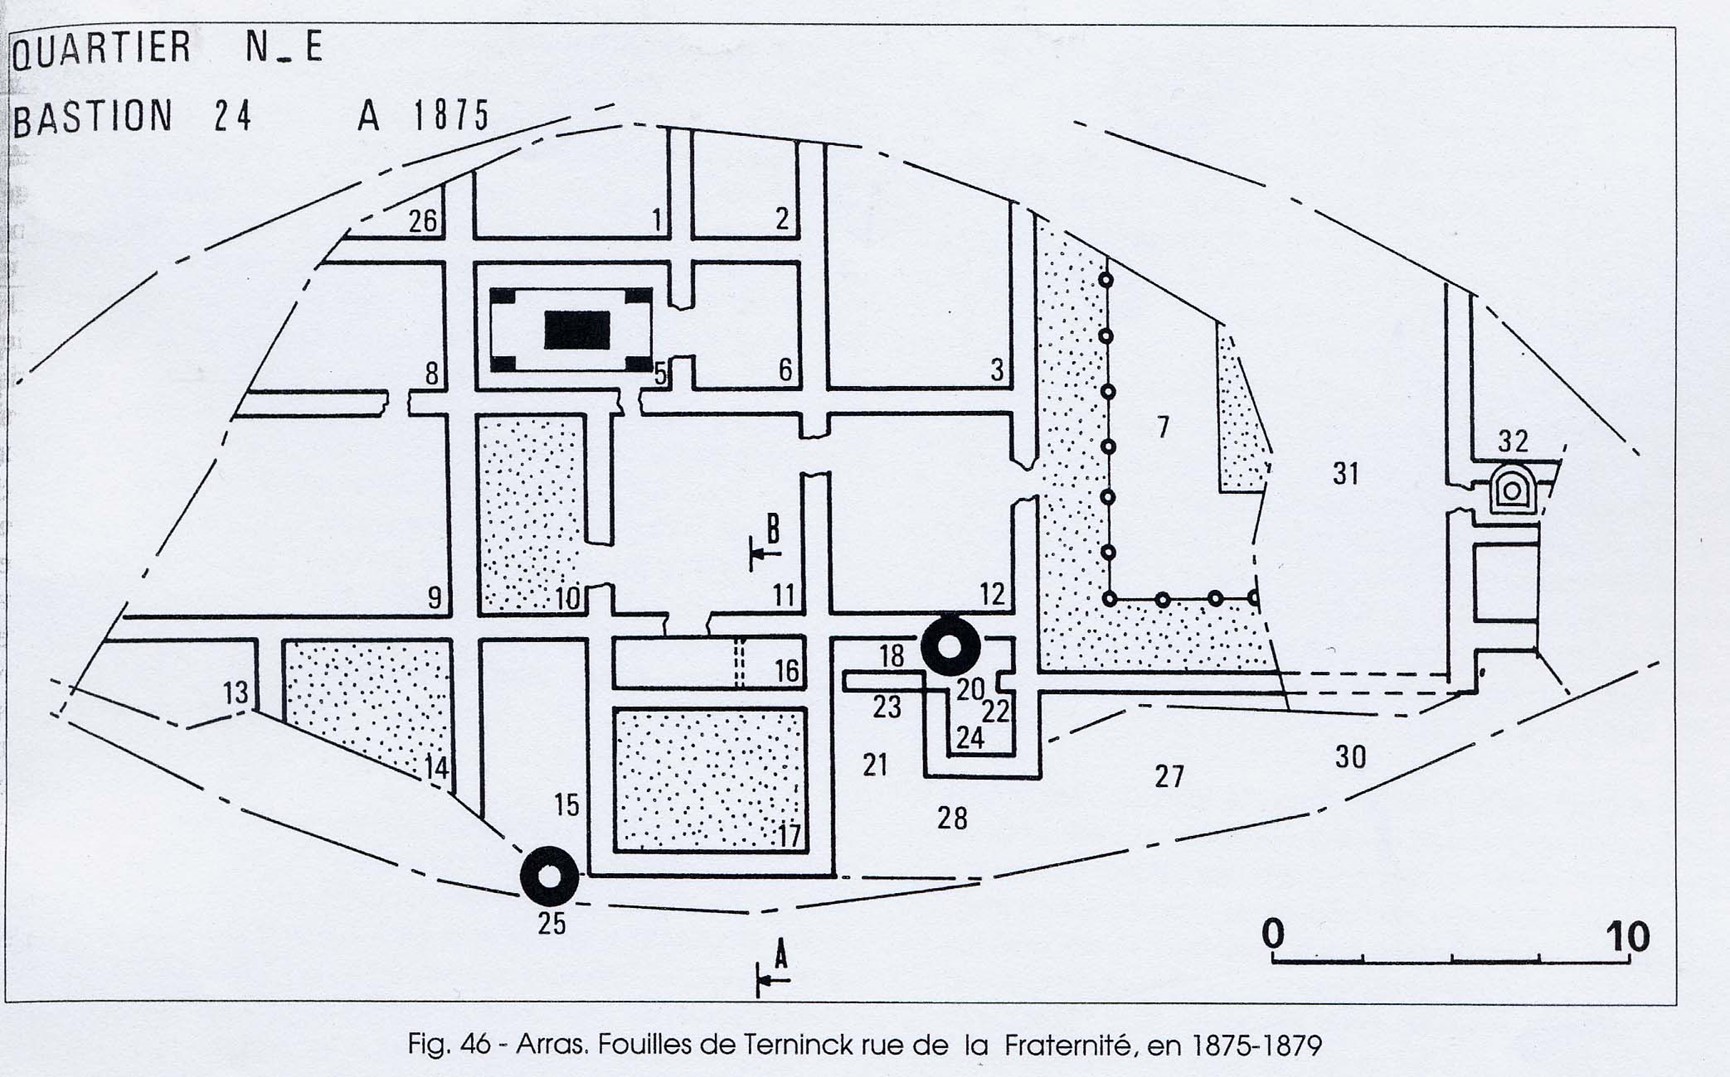 QUARTIER N_E
BASTION 24 A 1875
26 1 2
8 5 6 3
7
31
32
B
9 10 11 12
13 16 18
20
23 22
14 24
21
15 17
28
27
30
25
A
0 10
Fig. 46 - Arras. Fouilles de Terninck rue de la Fraternité, en 1875-1879